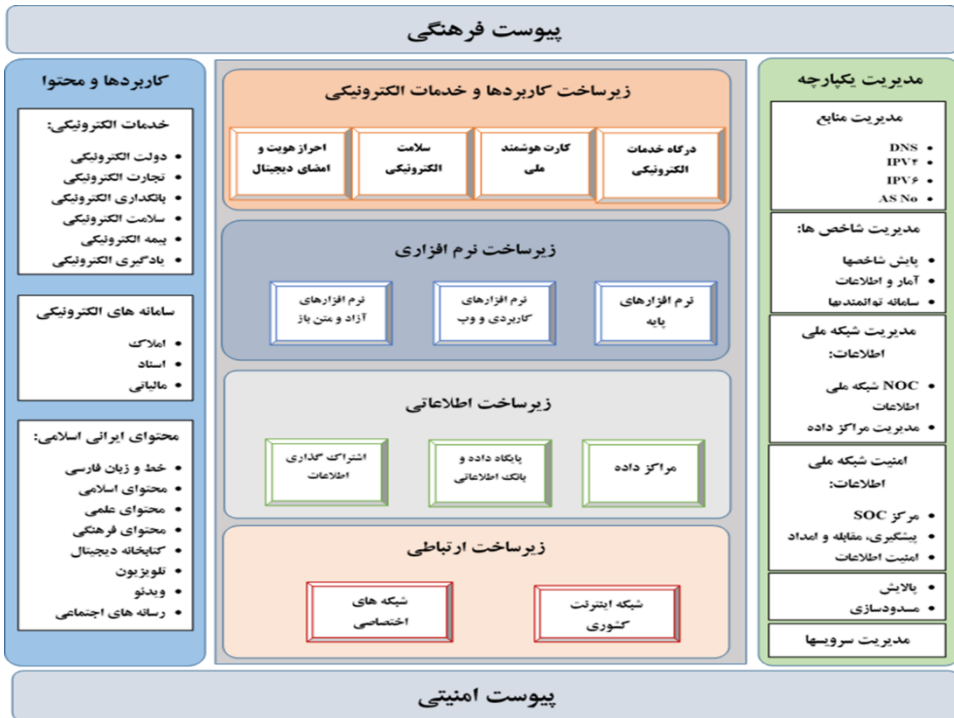 پیوست فرهنگی
مدیریت یکپارچه
مدیریت منابع
DNS
IPV۴
IPV۶
AS No
مدیریت شاخص ها:
پایش شاخصها
آمار و اطلاعات
سامانه توانمندیها
مدیریت شبکه ملی
اطلاعات:
NOC شبکه ملی
اطلاعات
مدیریت مراکز داده
امنیت شبکه ملی
اطلاعات:
مرکز SOC
پیشگیری، مقابله و امداد
امنیت اطلاعات
پالایش
مسدودسازی
مدیریت سرویسها
زیرساخت کاربردها و خدمات الکترونیکی
درگاه خدمات
الکترونیکی
کارت هوشمند
ملی
سلامت
الکترونیکی
احراز هویت و
امضای دیجیتال
زیرساخت نرم افزاری
نرم افزارهای
پایه
نرم افزارهای
کاربردی و وب
نرم افزارهای
آزاد و متن باز
زیرساخت اطلاعاتی
مراکز داده
پایگاه داده و
بانک اطلاعاتی
اشتراک گذاری
اطلاعات
زیرساخت ارتباطی
شبکه اینترنت
کشوری
شبکه های
اختصاصی
کاربردها و محتوا
خدمات الکترونیکی:
دولت الکترونیکی
تجارت الکترونیکی
بانکداری الکترونیکی
سلامت الکترونیکی
بیمه الکترونیکی
یادگیری الکترونیکی
سامانه های الکترونیکی
املاک
اسناد
مالیاتی
محتوای ایرانی اسلامی:
خط و زبان فارسی
محتوای اسلامی
محتوای علمی
محتوای فرهنگی
کتابخانه دیجیتال
تلویزیون
ویدئو
رسانه های اجتماعی
پیوست امنیتی